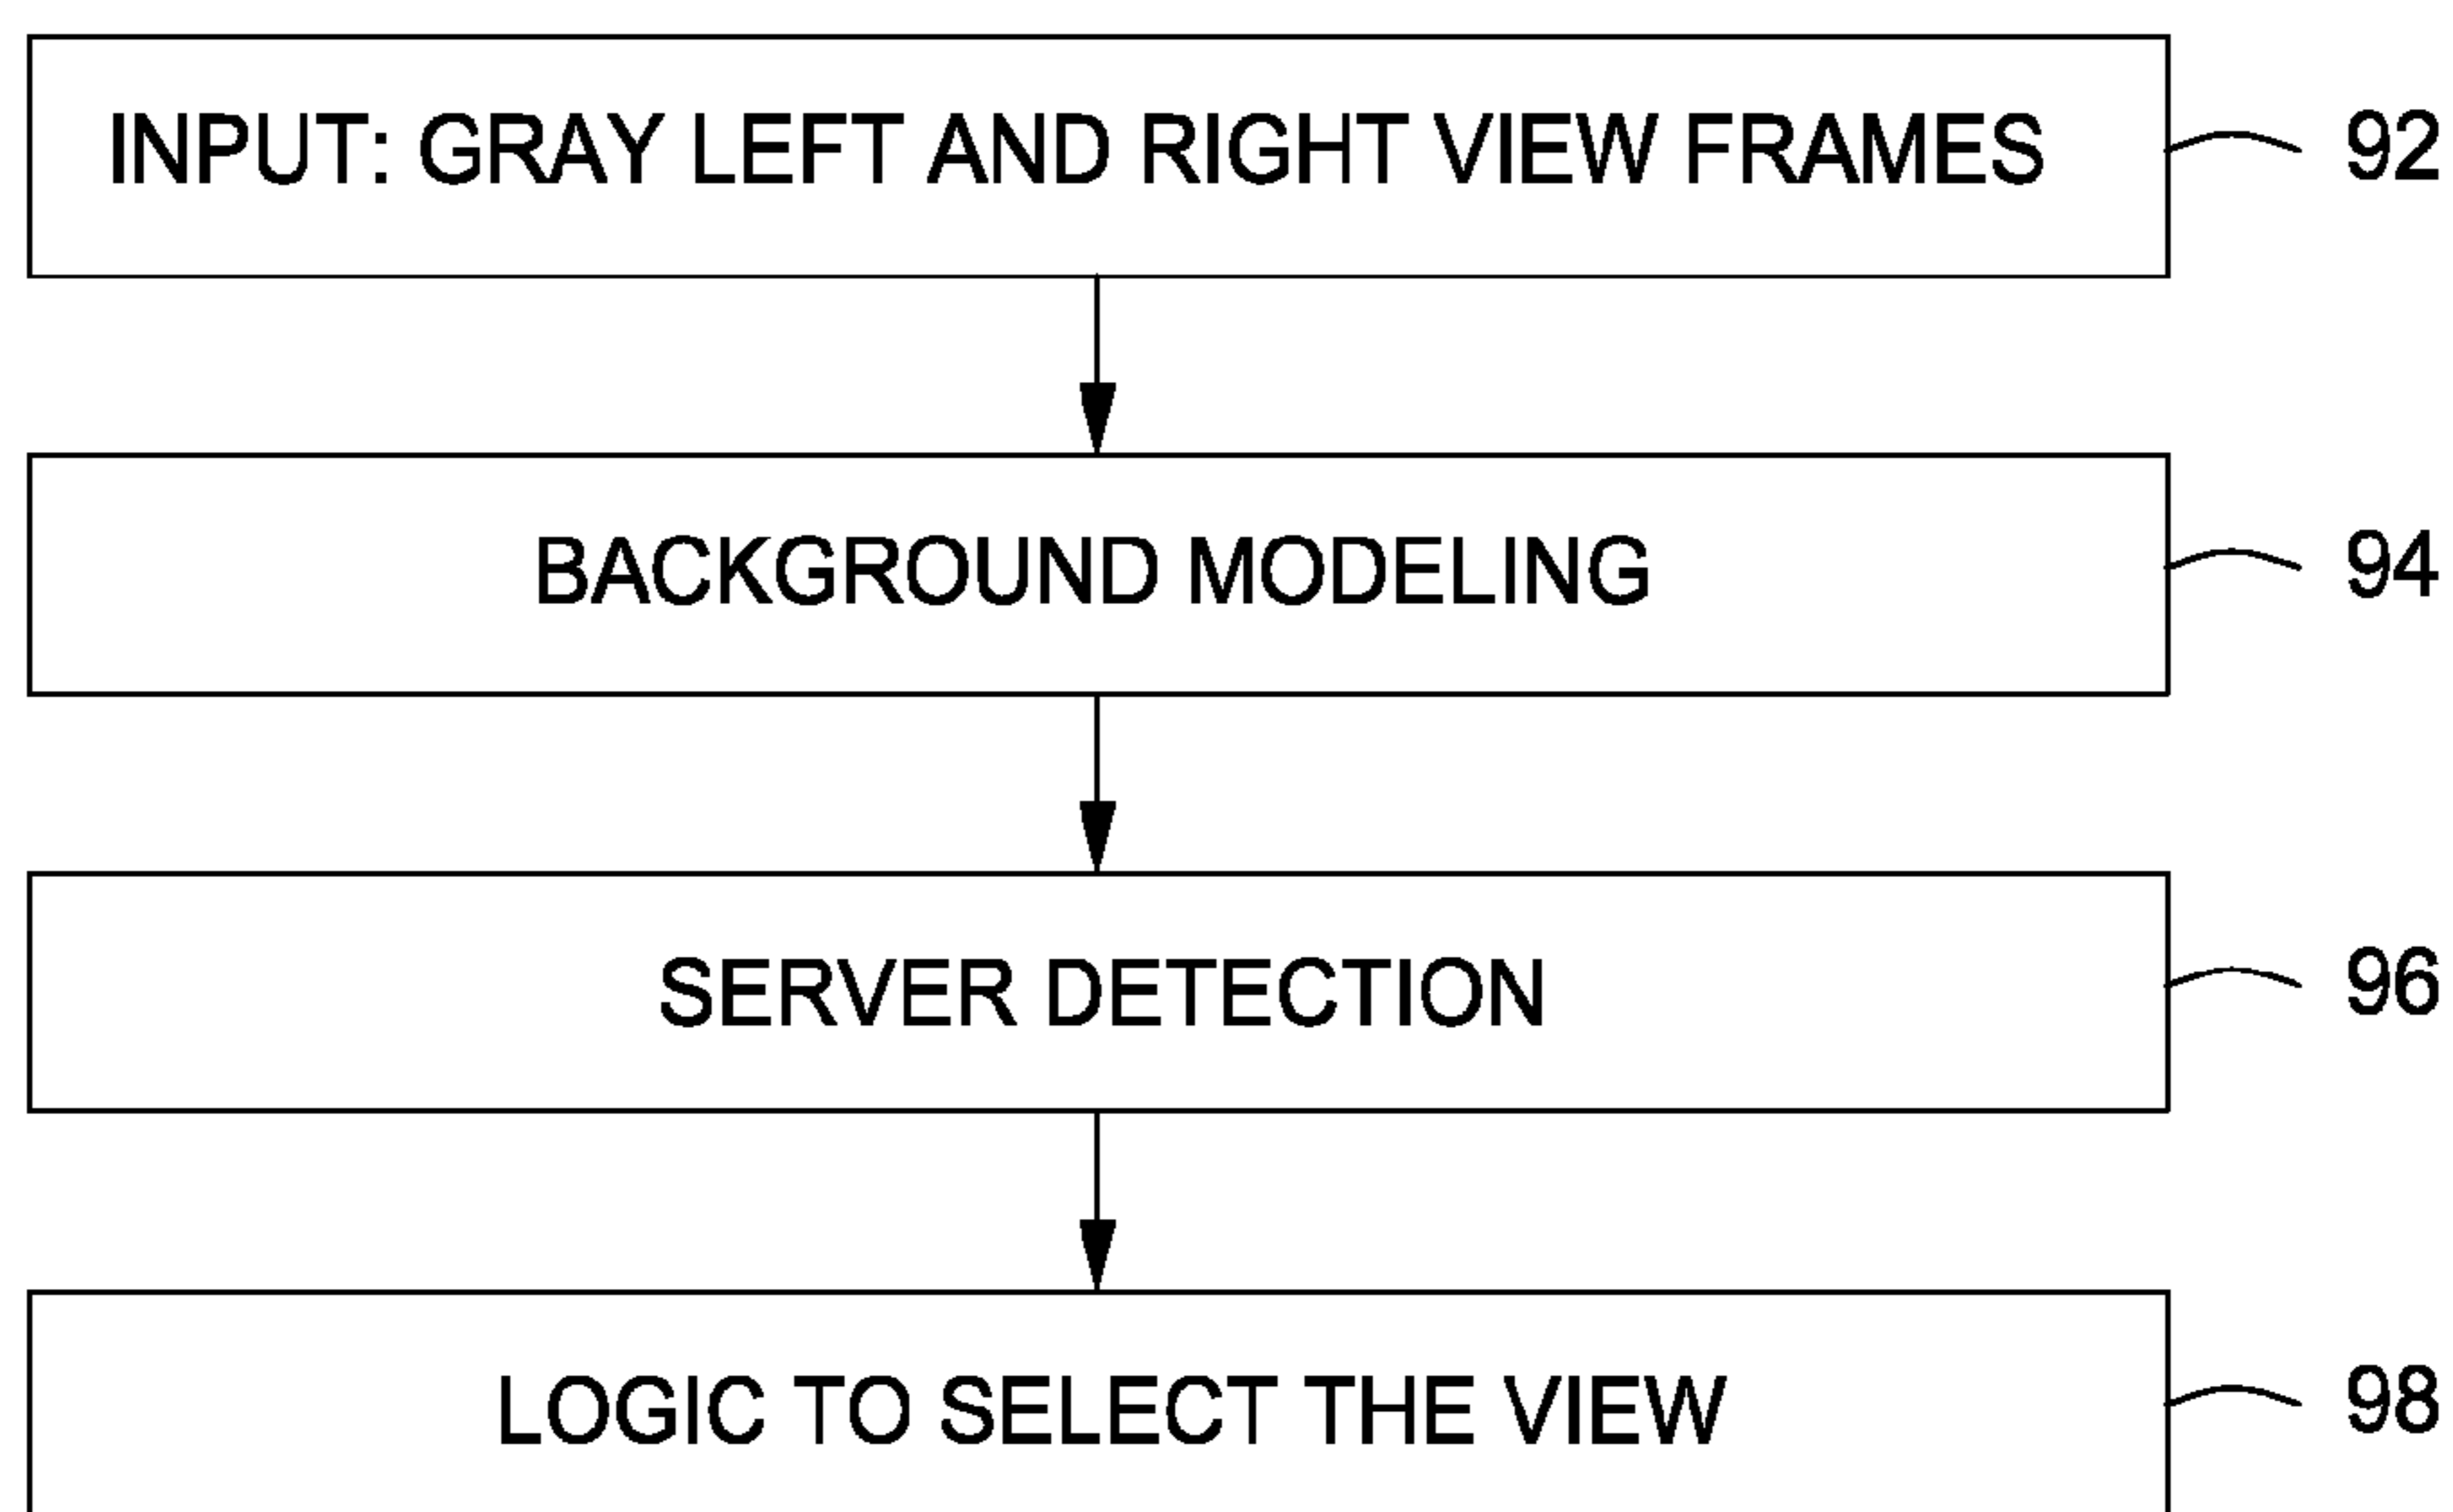 INPUT: GRAY LEFT AND RIGHT VIEW FRAMES 92
BACKGROUND MODELING 94
SERVER DETECTION 96
LOGIC TO SELECT THE VIEW 98